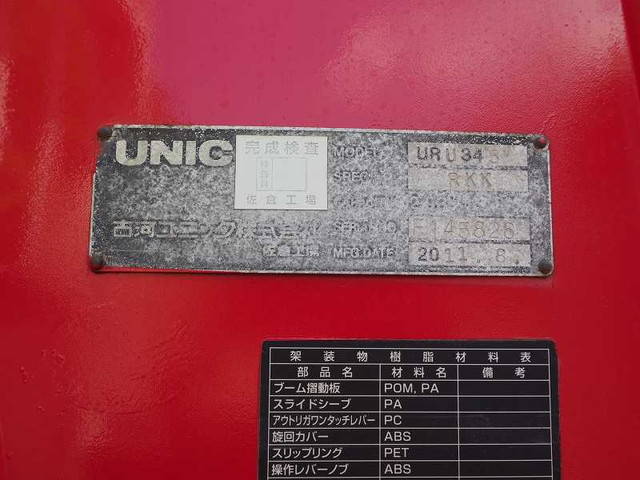 UNIC
完成検査
佐倉工場
MODEL URU345
SPEC. RKK
古河ユニック株式会社
SERIAL NO.
佐倉工場
MFG.DATE 2011. 6.
架装物樹脂材料表
部品名 材料名 備考
ブーム摺動板 POM, PA
スライドシーブ PA
アウトリガワンタッチレバー PC
旋回カバー ABS
スリップリング PET
操作レバーノブ ABS